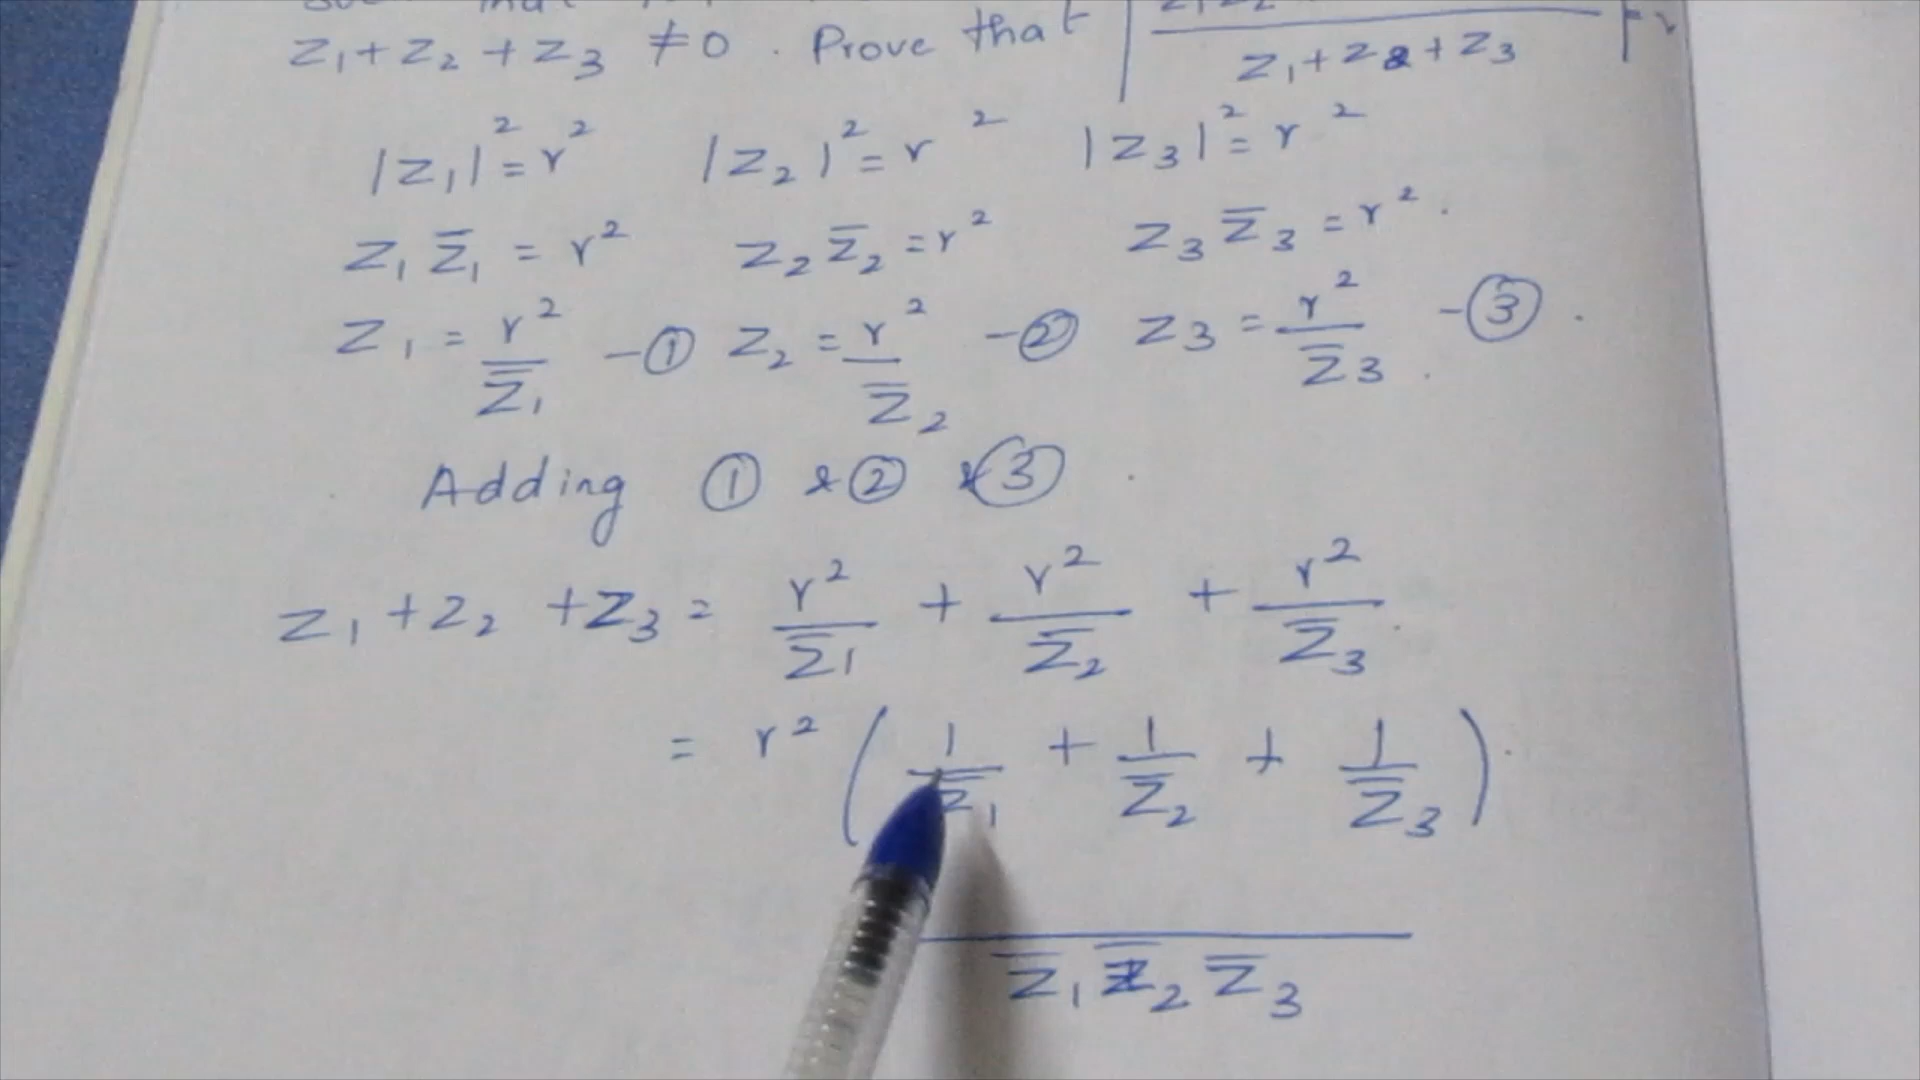 z₁ + z₂ + z₃ ≠ 0 . Prove that | z₁z₂ / z₁ + z₂ + z₃ | =
|z₁|² = r² |z₂|² = r² |z₃|² = r²
z₁ z̄₁ = r² z₂ z̄₂ = r² z₃ z̄₃ = r² .
z₁ = r²/z̄₁ - ① z₂ = r²/z̄₂ - ② z₃ = r²/z̄₃ - ③ .
Adding ① & ② & ③
z₁ + z₂ + z₃ = r²/z̄₁ + r²/z̄₂ + r²/z̄₃
= r² ( 1/z̄₁ + 1/z̄₂ + 1/z̄₃ )
z̄₁ z̄₂ z̄₃